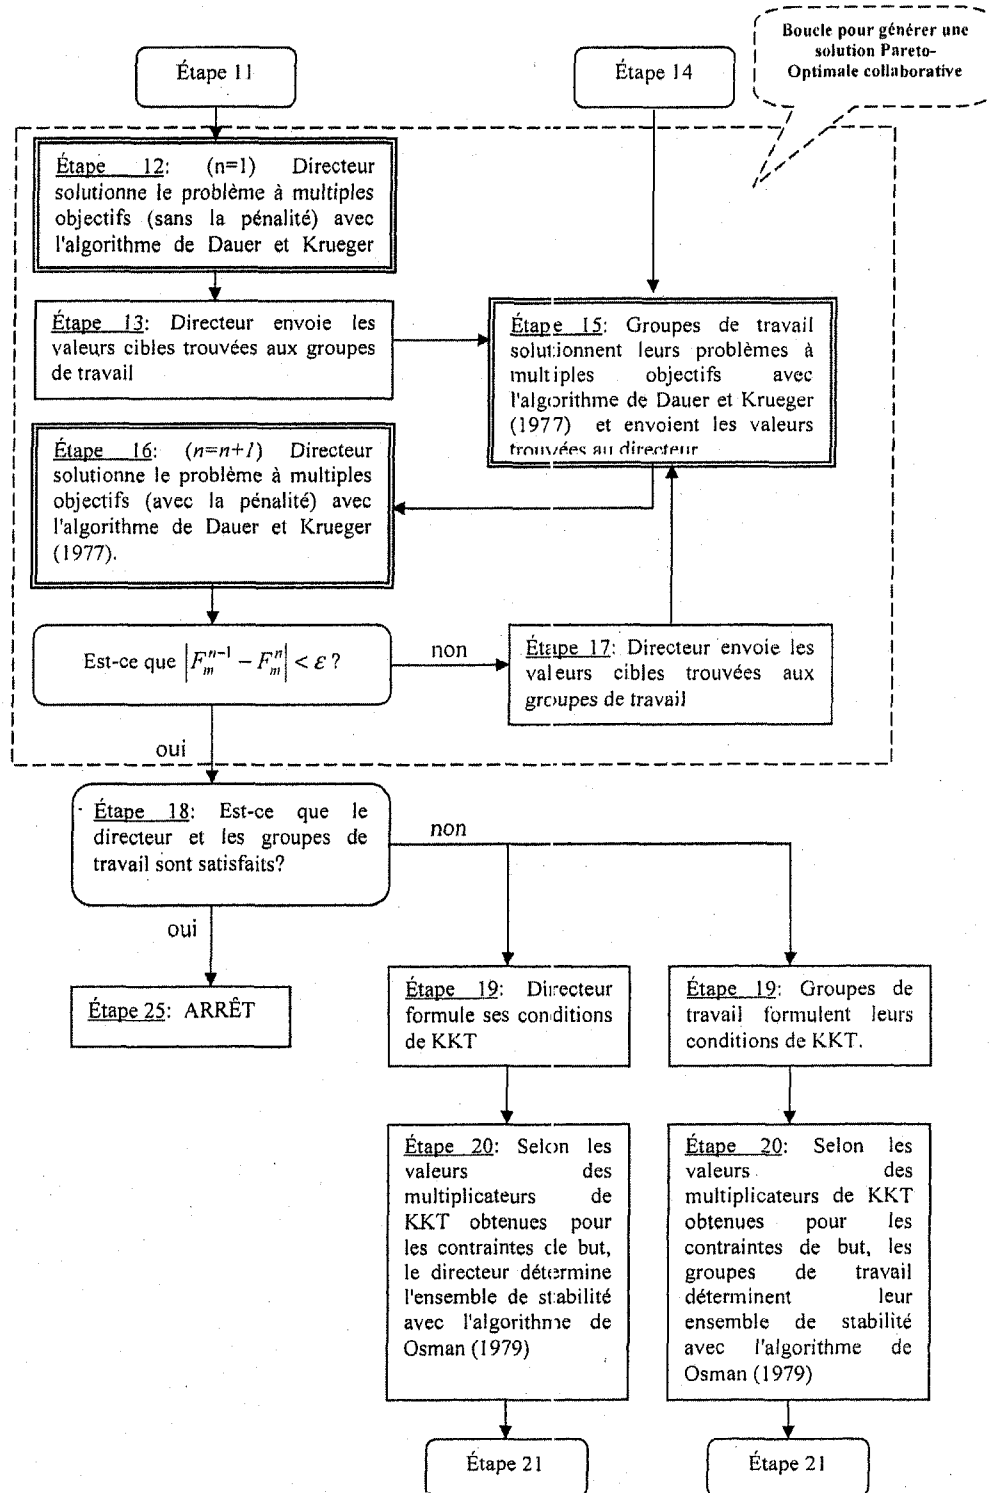 Boucle pour générer une
solution Pareto-
Optimale collaborative
Étape 11
Étape 14
Étape 12: (n=1) Directeur
solutionne le problème à multiples
objectifs (sans la pénalité) avec
l'algorithme de Dauer et Krueger
Étape 13: Directeur envoie les
valeurs cibles trouvées aux groupes
de travail
Étape 15: Groupes de travail
solutionnent leurs problèmes à
multiples objectifs avec
l'algorithme de Dauer et Krueger
(1977) et envoient les valeurs
trouvées au directeur
Étape 16: (n=n+1) Directeur
solutionne le problème à multiples
objectifs (avec la pénalité) avec
l'algorithme de Dauer et Krueger
(1977).
Est-ce que |F_m^{n-1} − F_m^n| < ε ?
non
Étape 17: Directeur envoie les
valeurs cibles trouvées aux
groupes de travail
oui
Étape 18: Est-ce que le
directeur et les groupes de
travail sont satisfaits?
non
oui
Étape 25: ARRÊT
Étape 19: Directeur
formule ses conditions
de KKT
Étape 19: Groupes de
travail formulent leurs
conditions de KKT.
Étape 20: Selon les
valeurs des
multiplicateurs de
KKT obtenues pour
les contraintes de but,
le directeur détermine
l'ensemble de stabilité
avec l'algorithme de
Osman (1979)
Étape 20: Selon les
valeurs des
multiplicateurs de KKT
obtenues pour les
contraintes de but, les
groupes de travail
déterminent leur
ensemble de stabilité
avec l'algorithme de
Osman (1979)
Étape 21
Étape 21